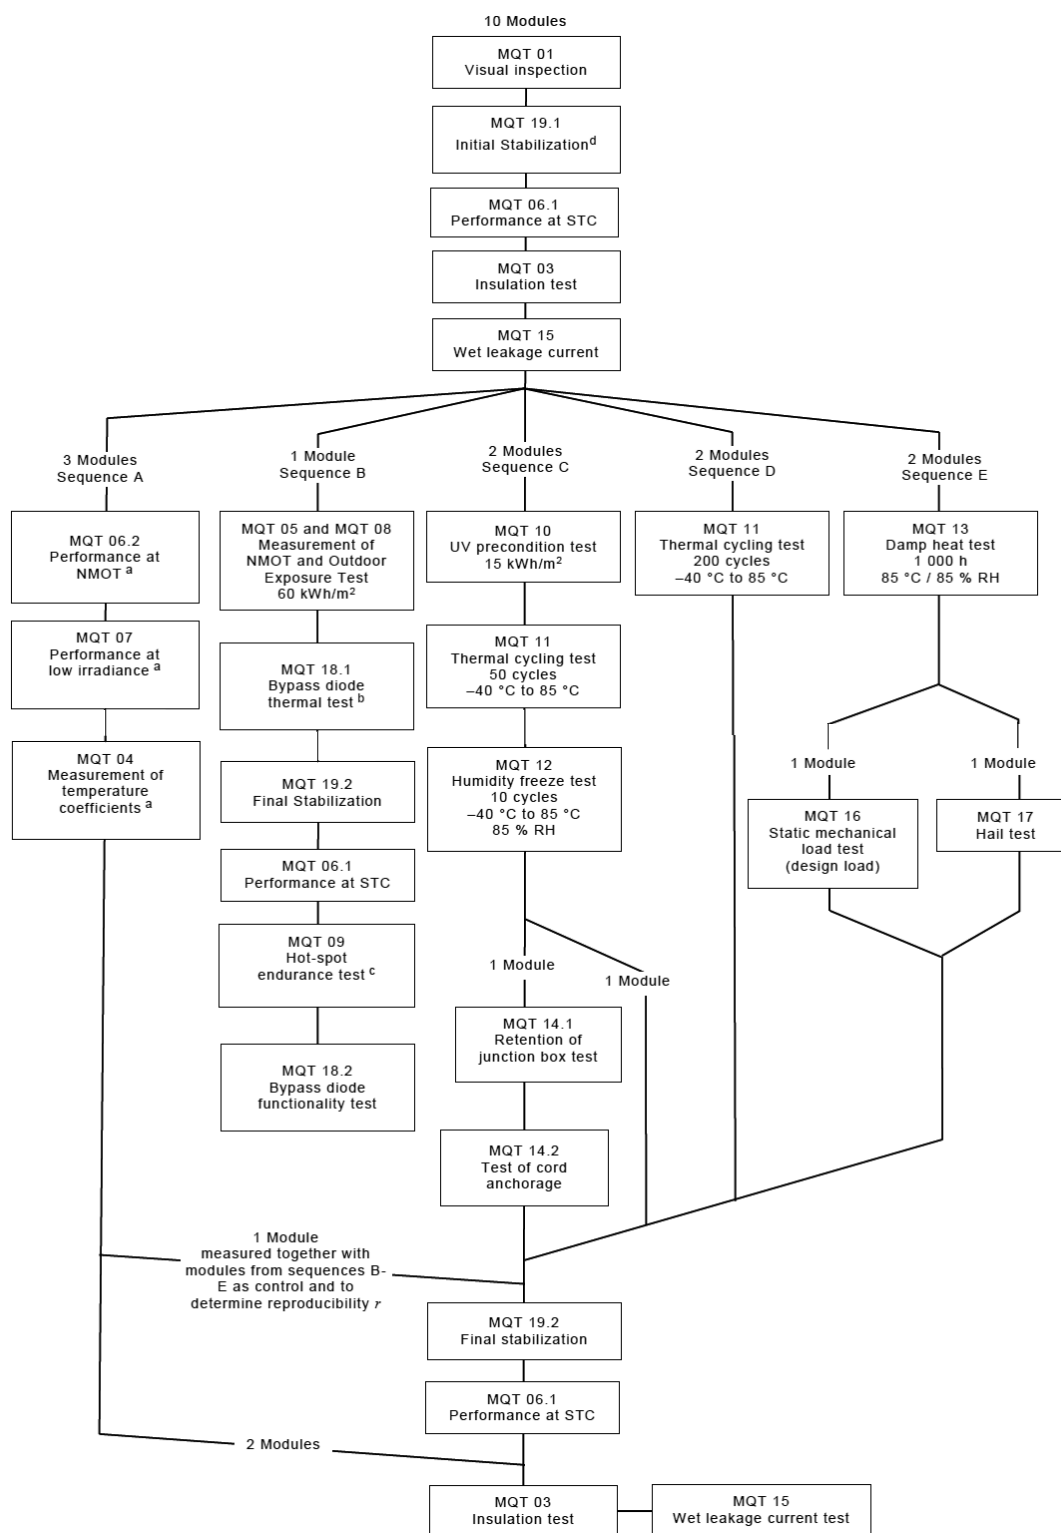 10 Modules
MQT 01
Visual inspection
MQT 19.1
Initial Stabilization d
MQT 06.1
Performance at STC
MQT 03
Insulation test
MQT 15
Wet leakage current
3 Modules
Sequence A
1 Module
Sequence B
2 Modules
Sequence C
2 Modules
Sequence D
2 Modules
Sequence E
MQT 06.2
Performance at
NMOT a
MQT 07
Performance at
low irradiance a
MQT 04
Measurement of
temperature
coefficients a
MQT 05 and MQT 08
Measurement of
NMOT and Outdoor
Exposure Test
60 kWh/m²
MQT 18.1
Bypass diode
thermal test b
MQT 19.2
Final Stabilization
MQT 06.1
Performance at STC
MQT 09
Hot-spot
endurance test c
MQT 18.2
Bypass diode
functionality test
MQT 10
UV precondition test
15 kWh/m²
MQT 11
Thermal cycling test
50 cycles
–40 °C to 85 °C
MQT 12
Humidity freeze test
10 cycles
–40 °C to 85 °C
85 % RH
1 Module
1 Module
MQT 14.1
Retention of
junction box test
MQT 14.2
Test of cord
anchorage
MQT 11
Thermal cycling test
200 cycles
–40 °C to 85 °C
MQT 13
Damp heat test
1 000 h
85 °C / 85 % RH
1 Module
1 Module
MQT 16
Static mechanical
load test
(design load)
MQT 17
Hail test
1 Module
measured together with
modules from sequences B-
E as control and to
determine reproducibility r
MQT 19.2
Final stabilization
MQT 06.1
Performance at STC
2 Modules
MQT 03
Insulation test
MQT 15
Wet leakage current test